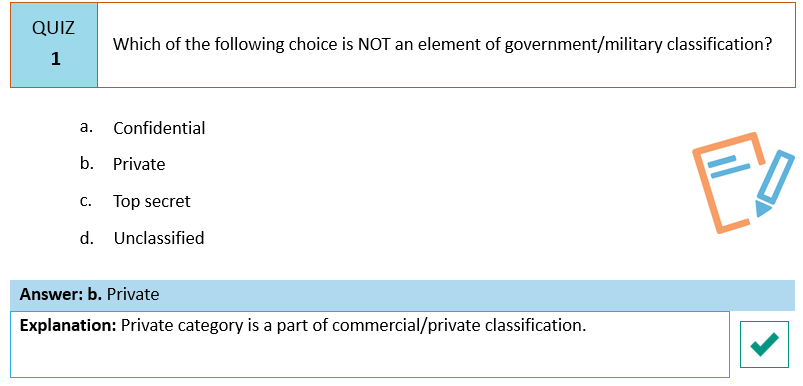 QUIZ
1
Which of the following choice is NOT an element of government/military classification?
a. Confidential
b. Private
c. Top secret
d. Unclassified
Answer: b. Private
Explanation: Private category is a part of commercial/private classification.